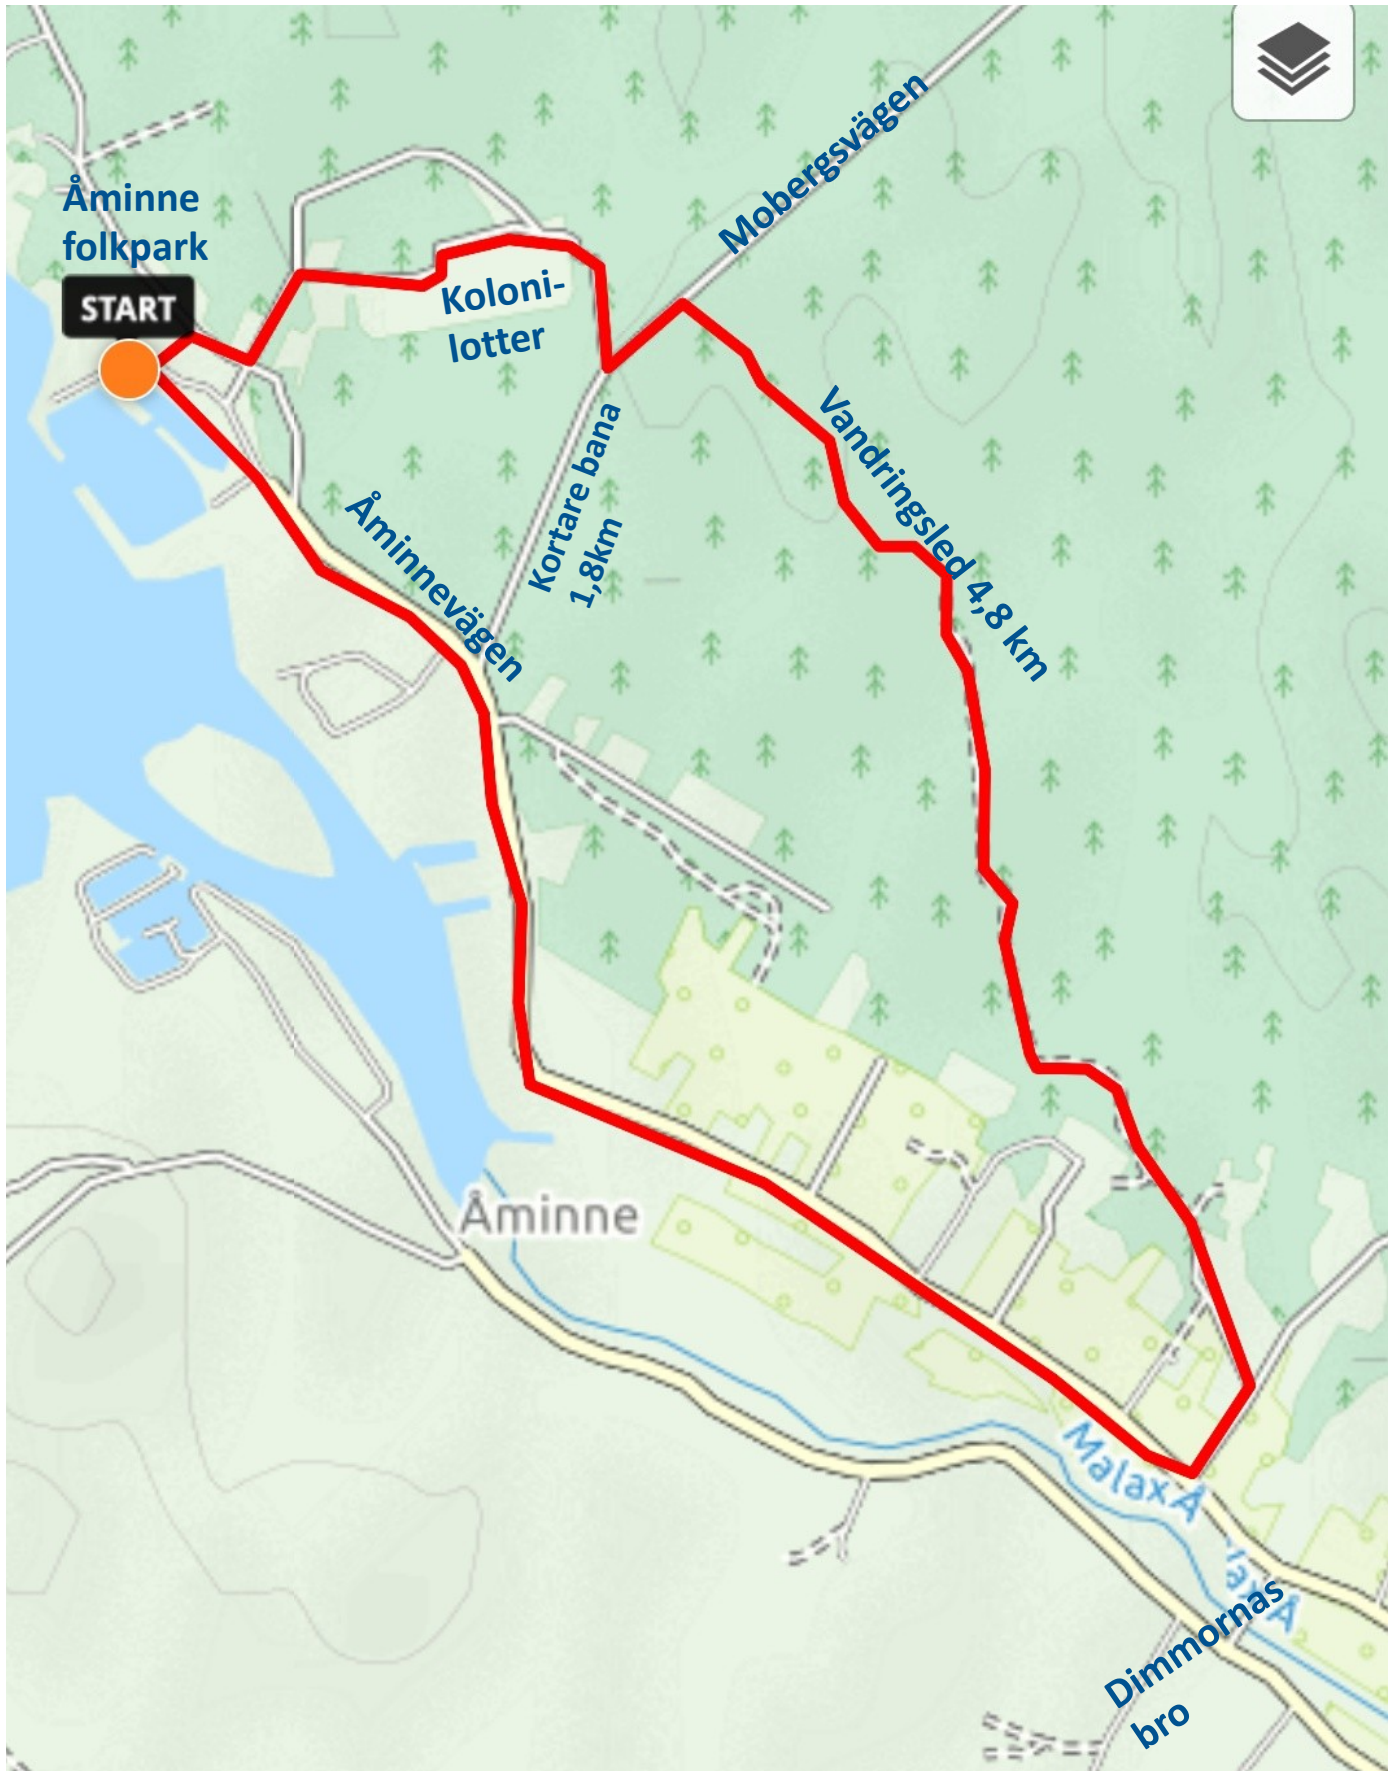 Mobergsvägen
Åminne
folkpark
START
Koloni-
lotter
Vandringsled 4,8 km
Kortare bana
1,8km
Åminnevägen
Åminne
Malax Å
Dimmornas
bro